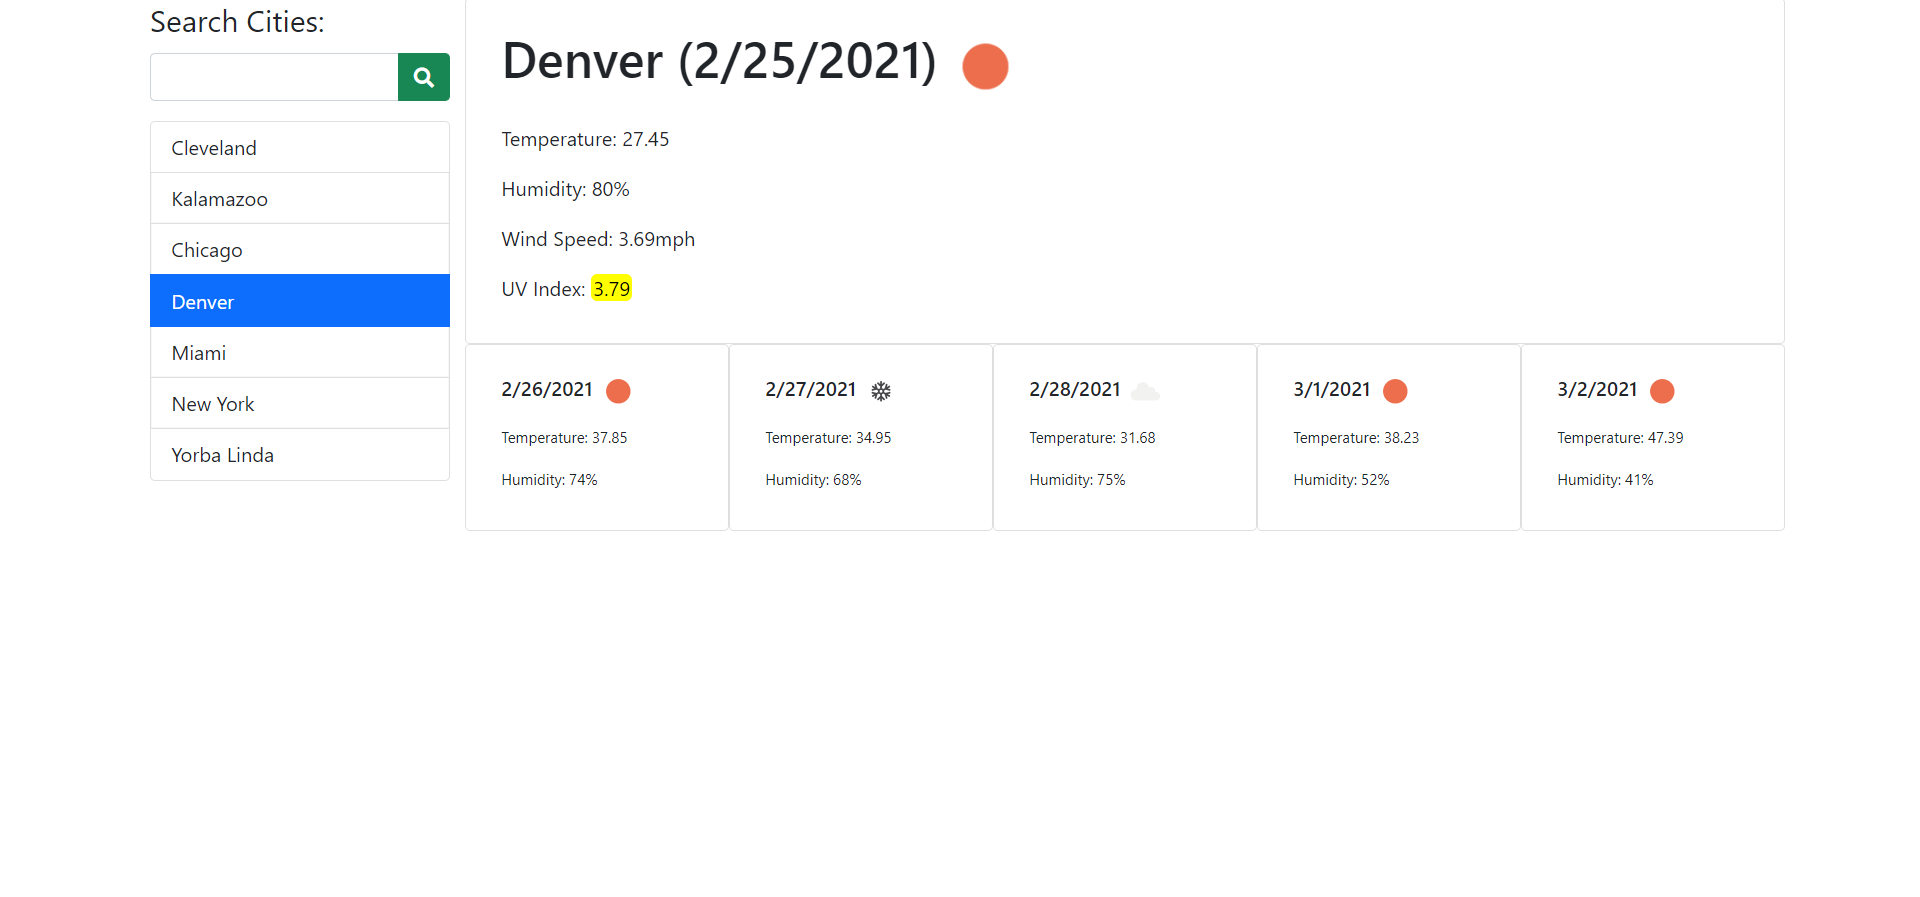 Search Cities:
Cleveland
Kalamazoo
Chicago
Denver
Miami
New York
Yorba Linda
Denver (2/25/2021)
Temperature: 27.45
Humidity: 80%
Wind Speed: 3.69mph
UV Index: 3.79
2/26/2021
Temperature: 37.85
Humidity: 74%
2/27/2021
Temperature: 34.95
Humidity: 68%
2/28/2021
Temperature: 31.68
Humidity: 75%
3/1/2021
Temperature: 38.23
Humidity: 52%
3/2/2021
Temperature: 47.39
Humidity: 41%